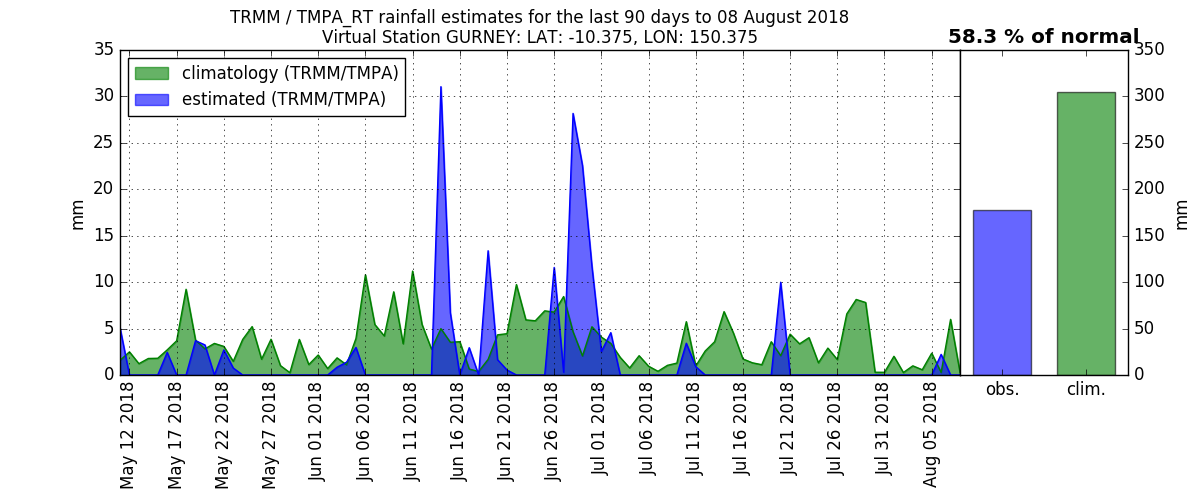 TRMM / TMPA_RT rainfall estimates for the last 90 days to 08 August 2018
Virtual Station GURNEY: LAT: -10.375, LON: 150.375
58.3 % of normal
climatology (TRMM/TMPA)
estimated (TRMM/TMPA)
mm
35
30
25
20
15
10
5
0
May 12 2018
May 17 2018
May 22 2018
May 27 2018
Jun 01 2018
Jun 06 2018
Jun 11 2018
Jun 16 2018
Jun 21 2018
Jun 26 2018
Jul 01 2018
Jul 06 2018
Jul 11 2018
Jul 16 2018
Jul 21 2018
Jul 26 2018
Jul 31 2018
Aug 05 2018
350
300
250
200
150
100
50
0
mm
obs.
clim.